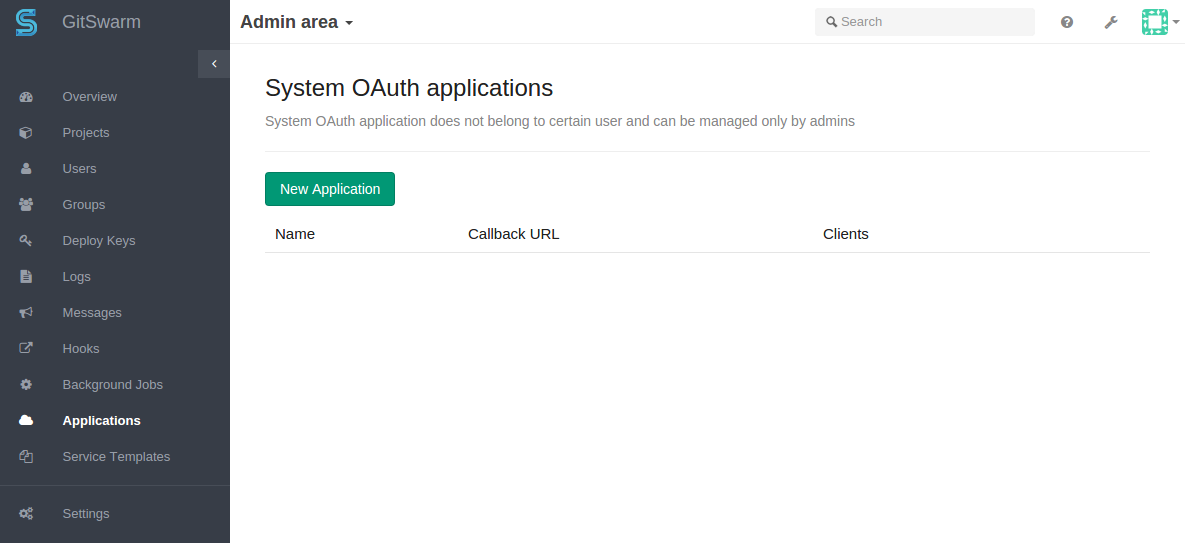 GitSwarm
Admin area
Search
Overview
Projects
Users
Groups
Deploy Keys
Logs
Messages
Hooks
Background Jobs
Applications
Service Templates
Settings
System OAuth applications
System OAuth application does not belong to certain user and can be managed only by admins
New Application
Name Callback URL Clients